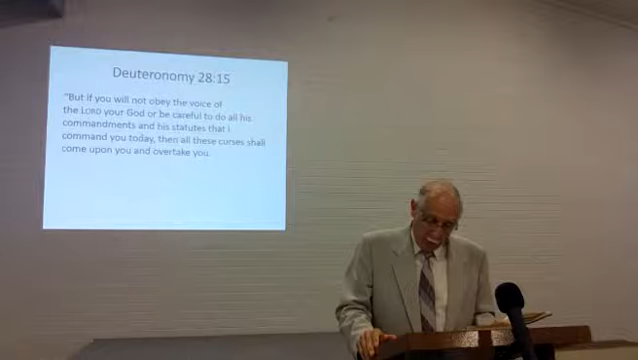 Deuteronomy 28:15
"But if you will not obey the voice of
the LORD your God or be careful to do all his
commandments and his statutes that I
command you today, then all these curses shall
come upon you and overtake you.